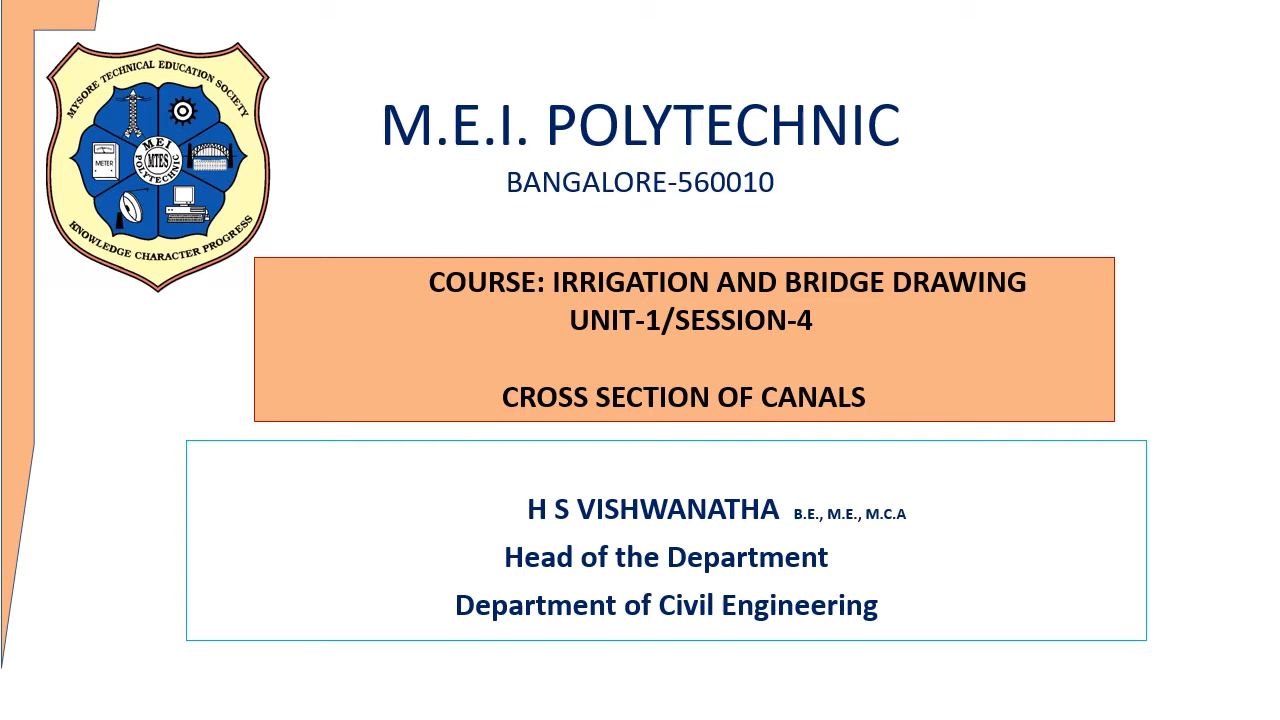 MYSORE TECHNICAL EDUCATION SOCIETY
METER
MEI
MTES
POLYTECHNIC
KNOWLEDGE CHARACTER PROGRESS
M.E.I. POLYTECHNIC
BANGALORE-560010
COURSE: IRRIGATION AND BRIDGE DRAWING
UNIT-1/SESSION-4
CROSS SECTION OF CANALS
H S VISHWANATHA B.E., M.E., M.C.A
Head of the Department
Department of Civil Engineering